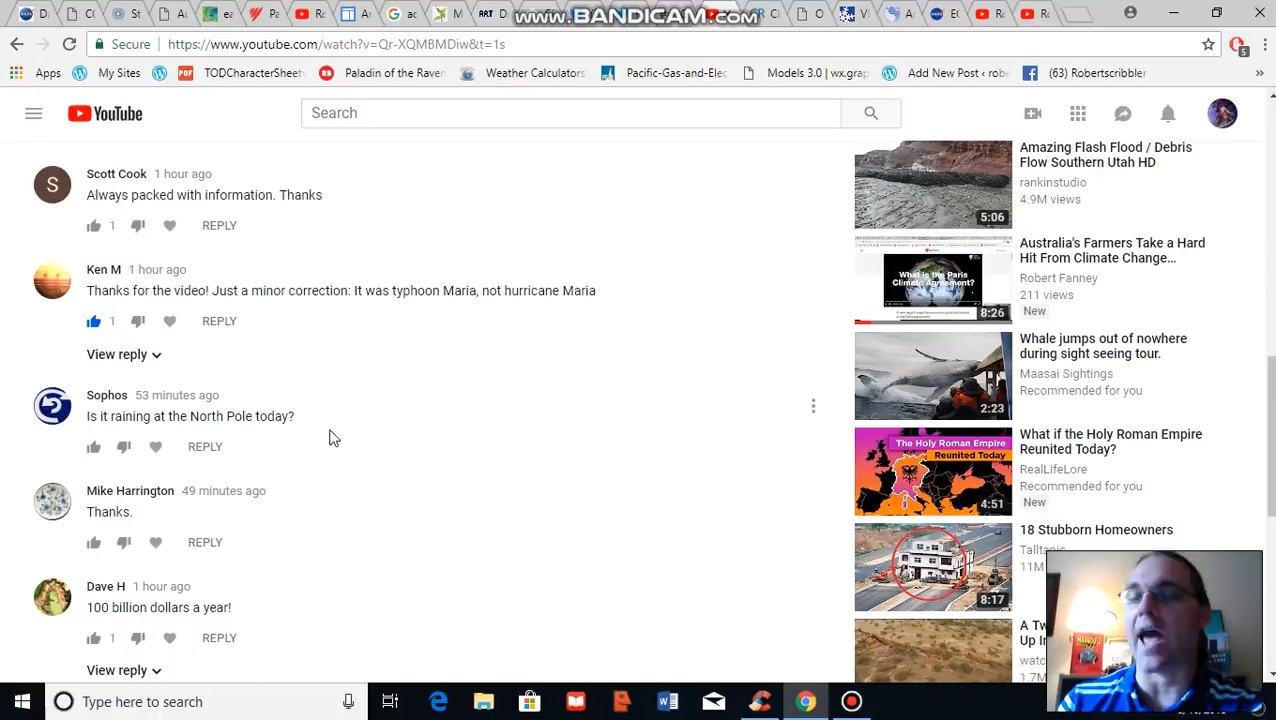 www.BANDICAM.com
Secure https://www.youtube.com/watch?v=Qr-XQMBMDiw&t=1s
Apps My Sites TODCharacterSheet Paladin of the Raven Weather Calculators Pacific-Gas-and-Elec Models 3.0 | wx.grap Add New Post ‹ robe (63) Robertscribbler »
YouTube
Search
Scott Cook 1 hour ago
Always packed with information. Thanks
1 REPLY
Ken M 1 hour ago
Thanks for the video! Just a minor correction: It was typhoon Maria, not hurricane Maria
1 REPLY
View reply
Sophos 53 minutes ago
Is it raining at the North Pole today?
REPLY
Mike Harrington 49 minutes ago
Thanks.
REPLY
Dave H 1 hour ago
100 billion dollars a year!
1 REPLY
View reply
Amazing Flash Flood / Debris
Flow Southern Utah HD
rankinstudio
4.9M views
5:06
Australia's Farmers Take a Hard
Hit From Climate Change...
Robert Fanney
211 views
New
What is the Paris
Climate Agreement?
8:26
Whale jumps out of nowhere
during sight seeing tour.
Maasai Sightings
Recommended for you
2:23
What if the Holy Roman Empire
Reunited Today?
RealLifeLore
Recommended for you
New
The Holy Roman Empire
Reunited Today
4:51
18 Stubborn Homeowners
11M
8:17
Type here to search